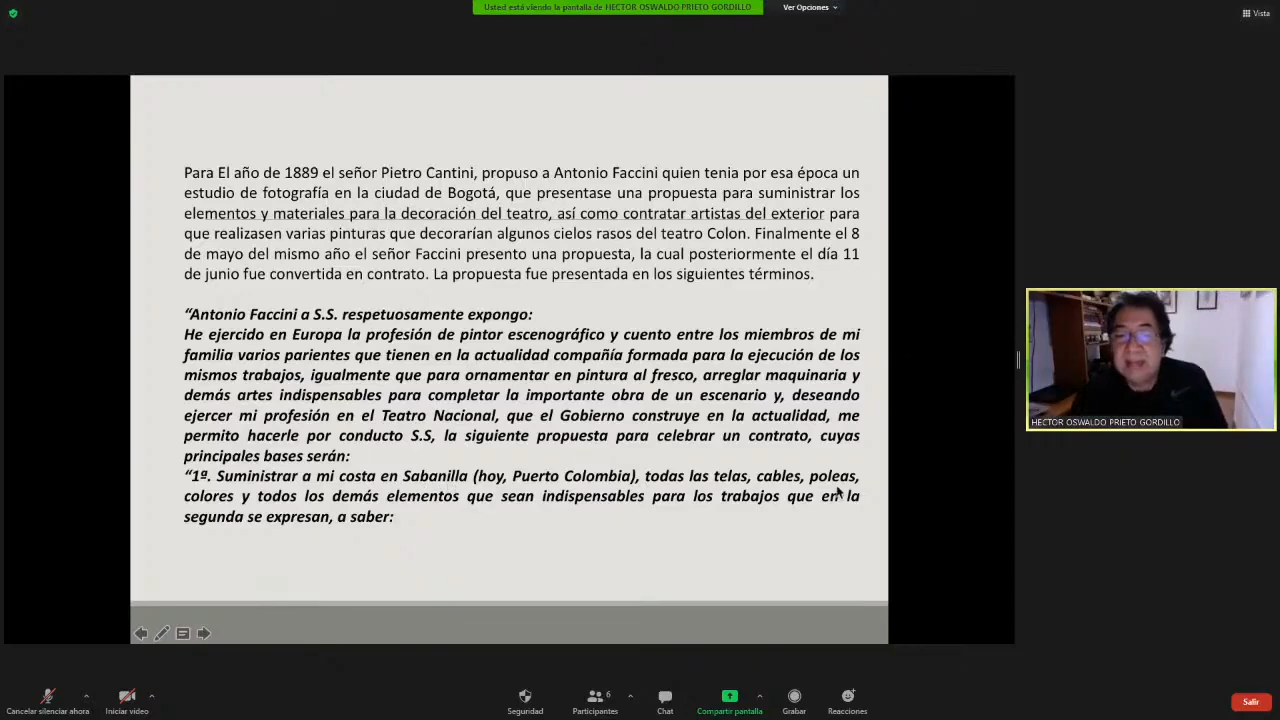 Usted está viendo la pantalla de HECTOR OSWALDO PRIETO GORDILLO
Ver Opciones
Vista
Para El año de 1889 el señor Pietro Cantini, propuso a Antonio Faccini quien tenia por esa época un
estudio de fotografía en la ciudad de Bogotá, que presentase una propuesta para suministrar los
elementos y materiales para la decoración del teatro, así como contratar artistas del exterior para
que realizasen varias pinturas que decorarían algunos cielos rasos del teatro Colon. Finalmente el 8
de mayo del mismo año el señor Faccini presento una propuesta, la cual posteriormente el día 11
de junio fue convertida en contrato. La propuesta fue presentada en los siguientes términos.
“Antonio Faccini a S.S. respetuosamente expongo:
He ejercido en Europa la profesión de pintor escenográfico y cuento entre los miembros de mi
familia varios parientes que tienen en la actualidad compañía formada para la ejecución de los
mismos trabajos, igualmente que para ornamentar en pintura al fresco, arreglar maquinaria y
demás artes indispensables para completar la importante obra de un escenario y, deseando
ejercer mi profesión en el Teatro Nacional, que el Gobierno construye en la actualidad, me
permito hacerle por conducto S.S, la siguiente propuesta para celebrar un contrato, cuyas
principales bases serán:
“1ª. Suministrar a mi costa en Sabanilla (hoy, Puerto Colombia), todas las telas, cables, poleas,
colores y todos los demás elementos que sean indispensables para los trabajos que en la
segunda se expresan, a saber:
HECTOR OSWALDO PRIETO GORDILLO
Cancelar silenciar ahora
Iniciar video
Seguridad
6
Participantes
Chat
Compartir pantalla
Grabar
Reacciones
Salir